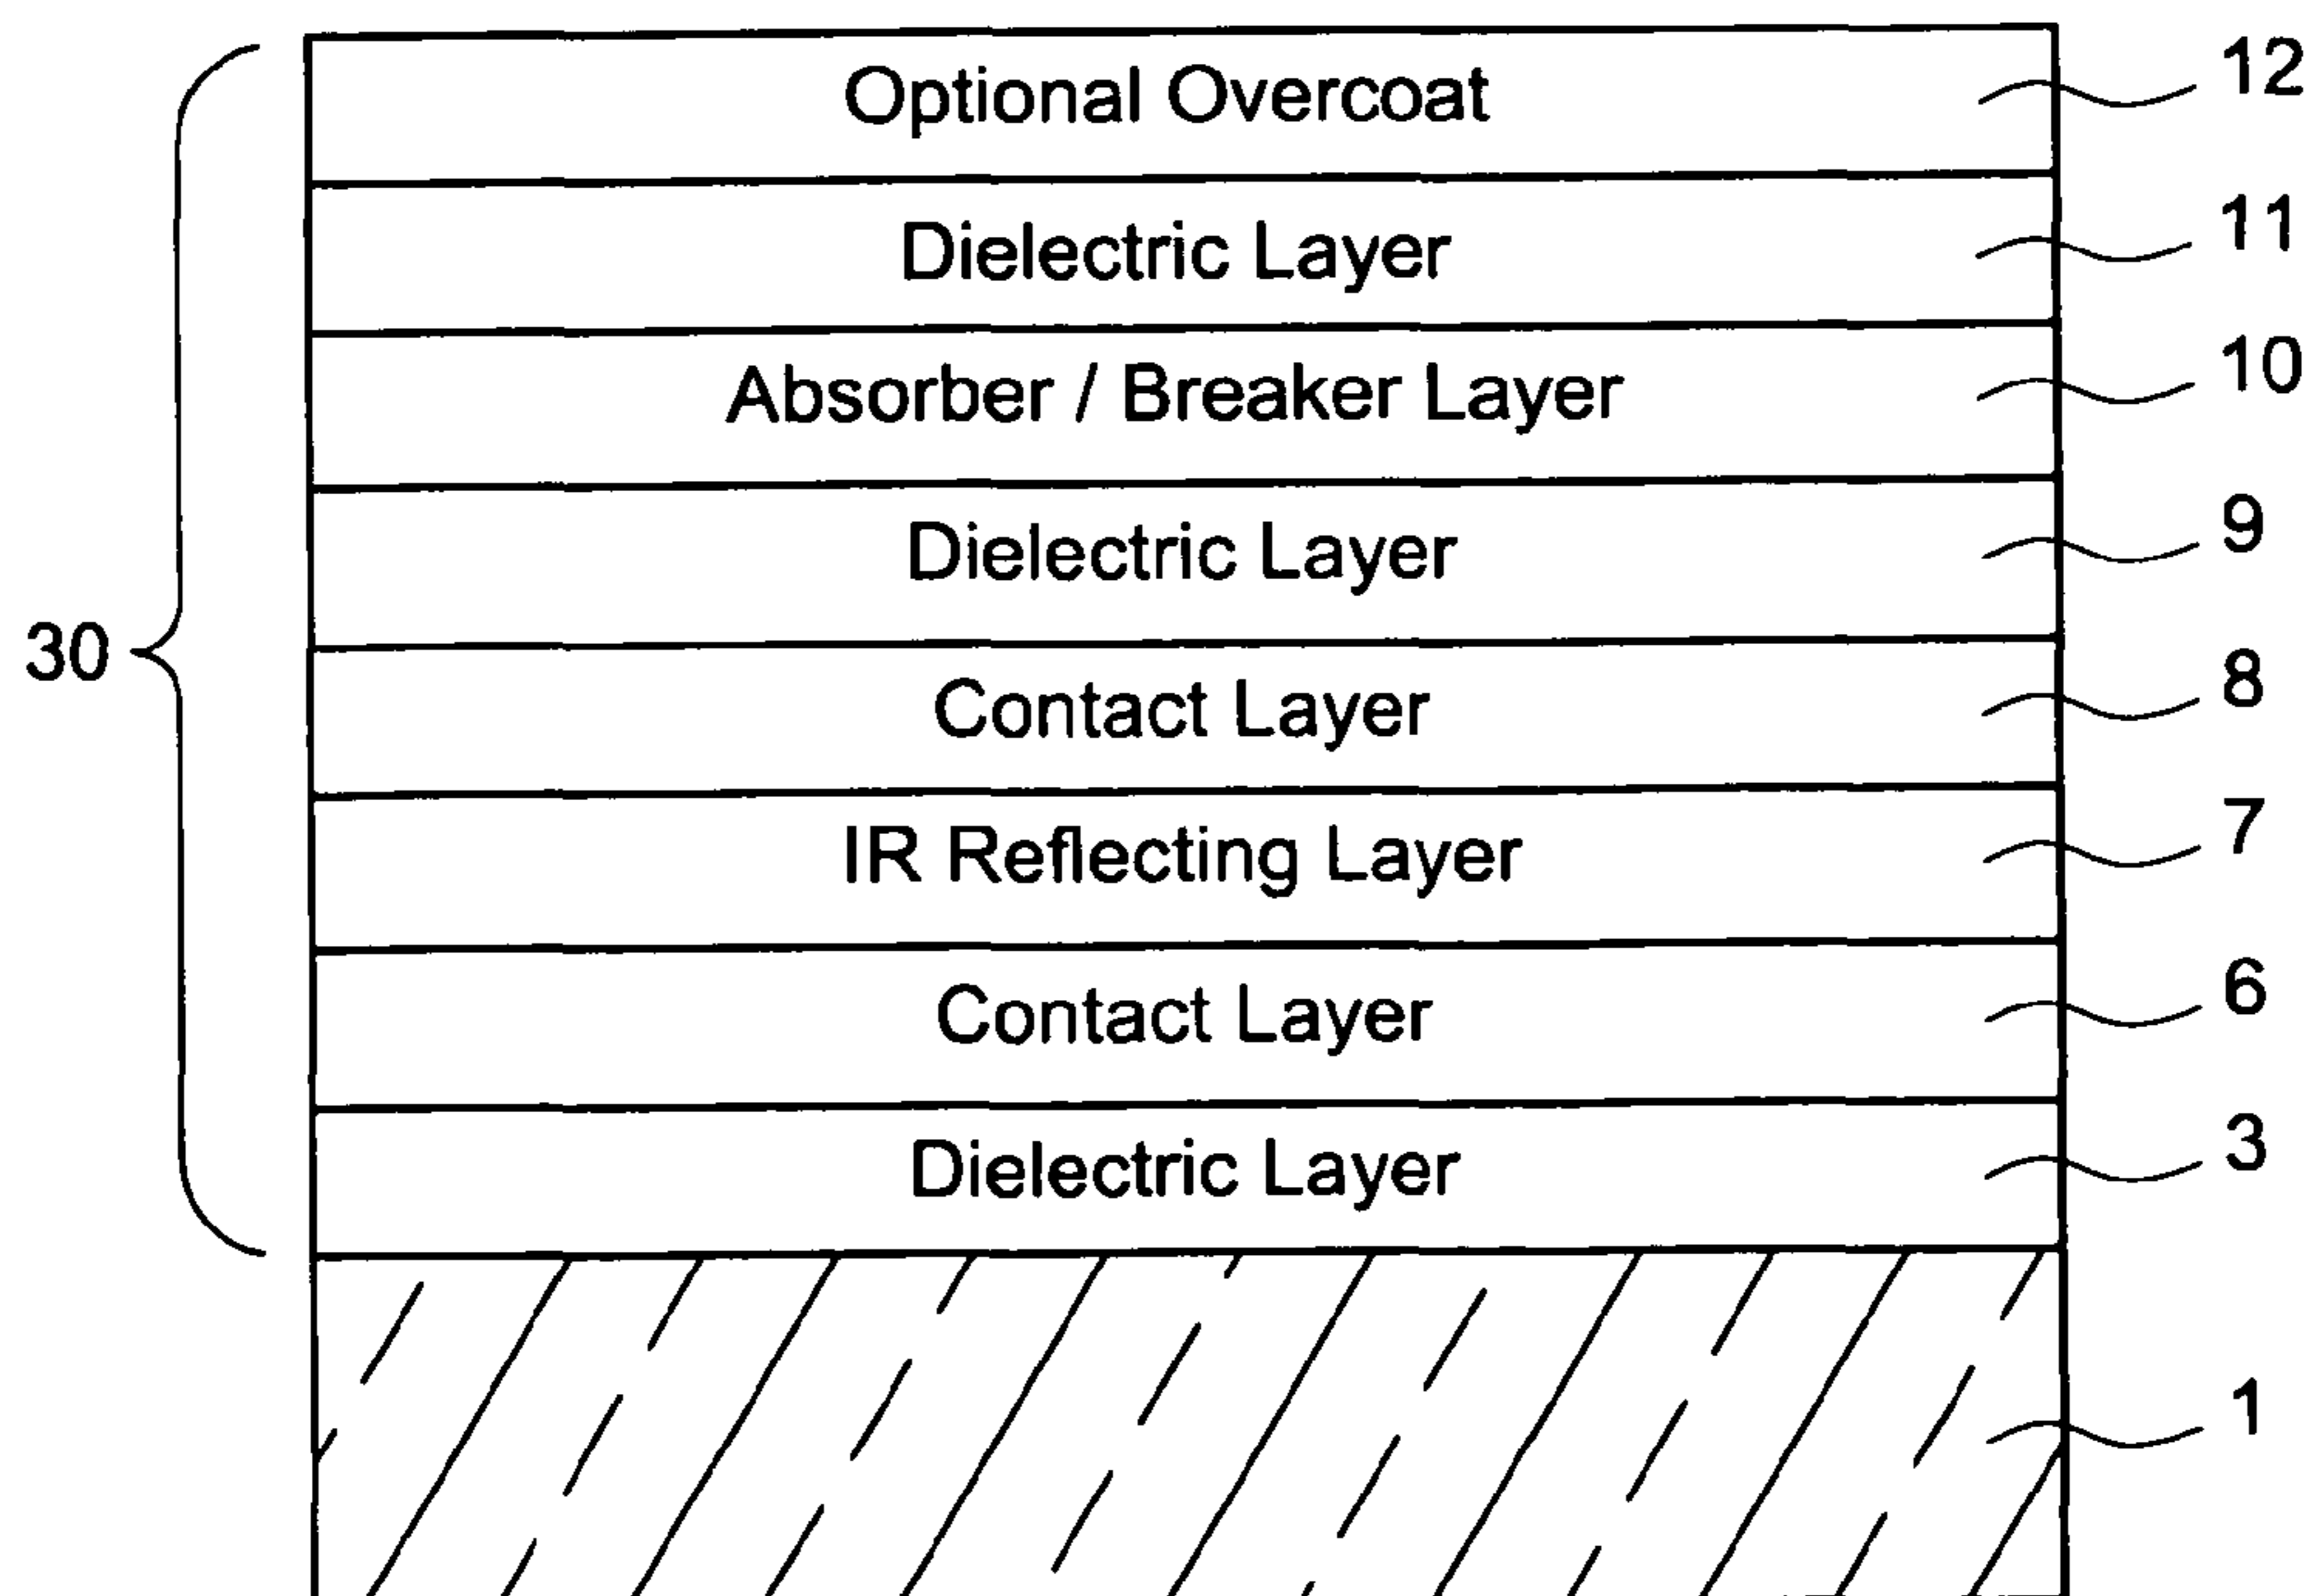 Optional Overcoat 12
Dielectric Layer 11
Absorber / Breaker Layer 10
Dielectric Layer 9
30
Contact Layer 8
IR Reflecting Layer 7
Contact Layer 6
Dielectric Layer 3
1